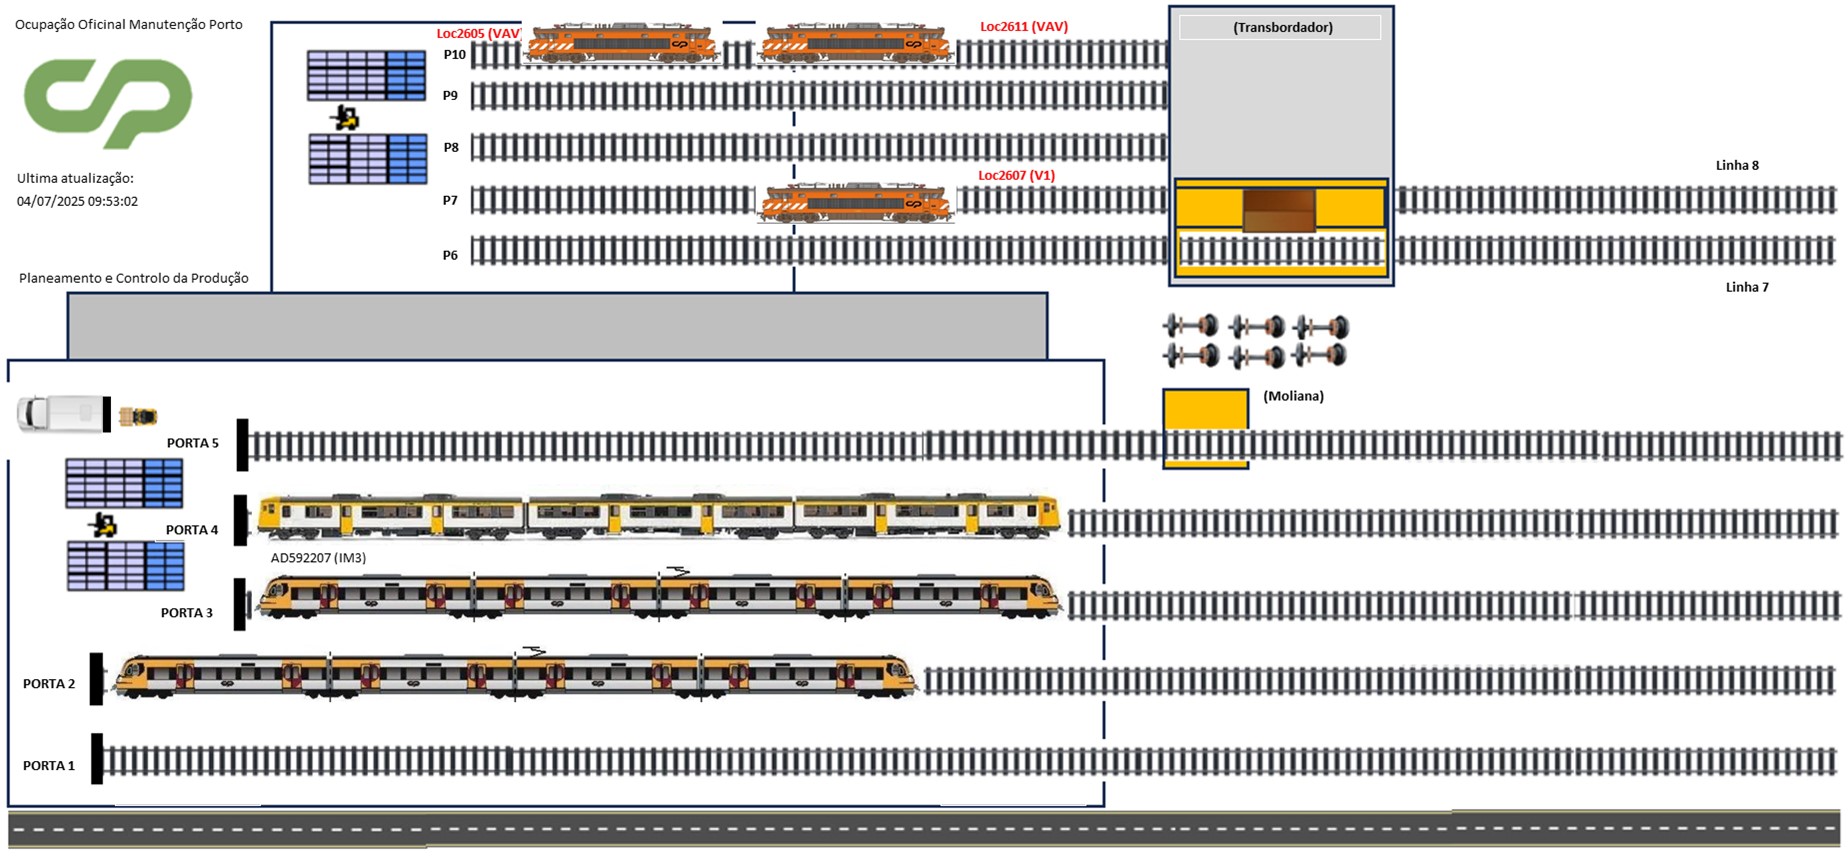 Ocupação Oficinal Manutenção Porto
Loc2605 (VAV)
Loc2611 (VAV)
(Transbordador)
P10
P9
P8
Linha 8
Loc2607 (V1)
Ultima atualização:
04/07/2025 09:53:02
P7
P6
Planeamento e Controlo da Produção
Linha 7
(Moliana)
PORTA 5
PORTA 4
AD592207 (IM3)
PORTA 3
PORTA 2
PORTA 1